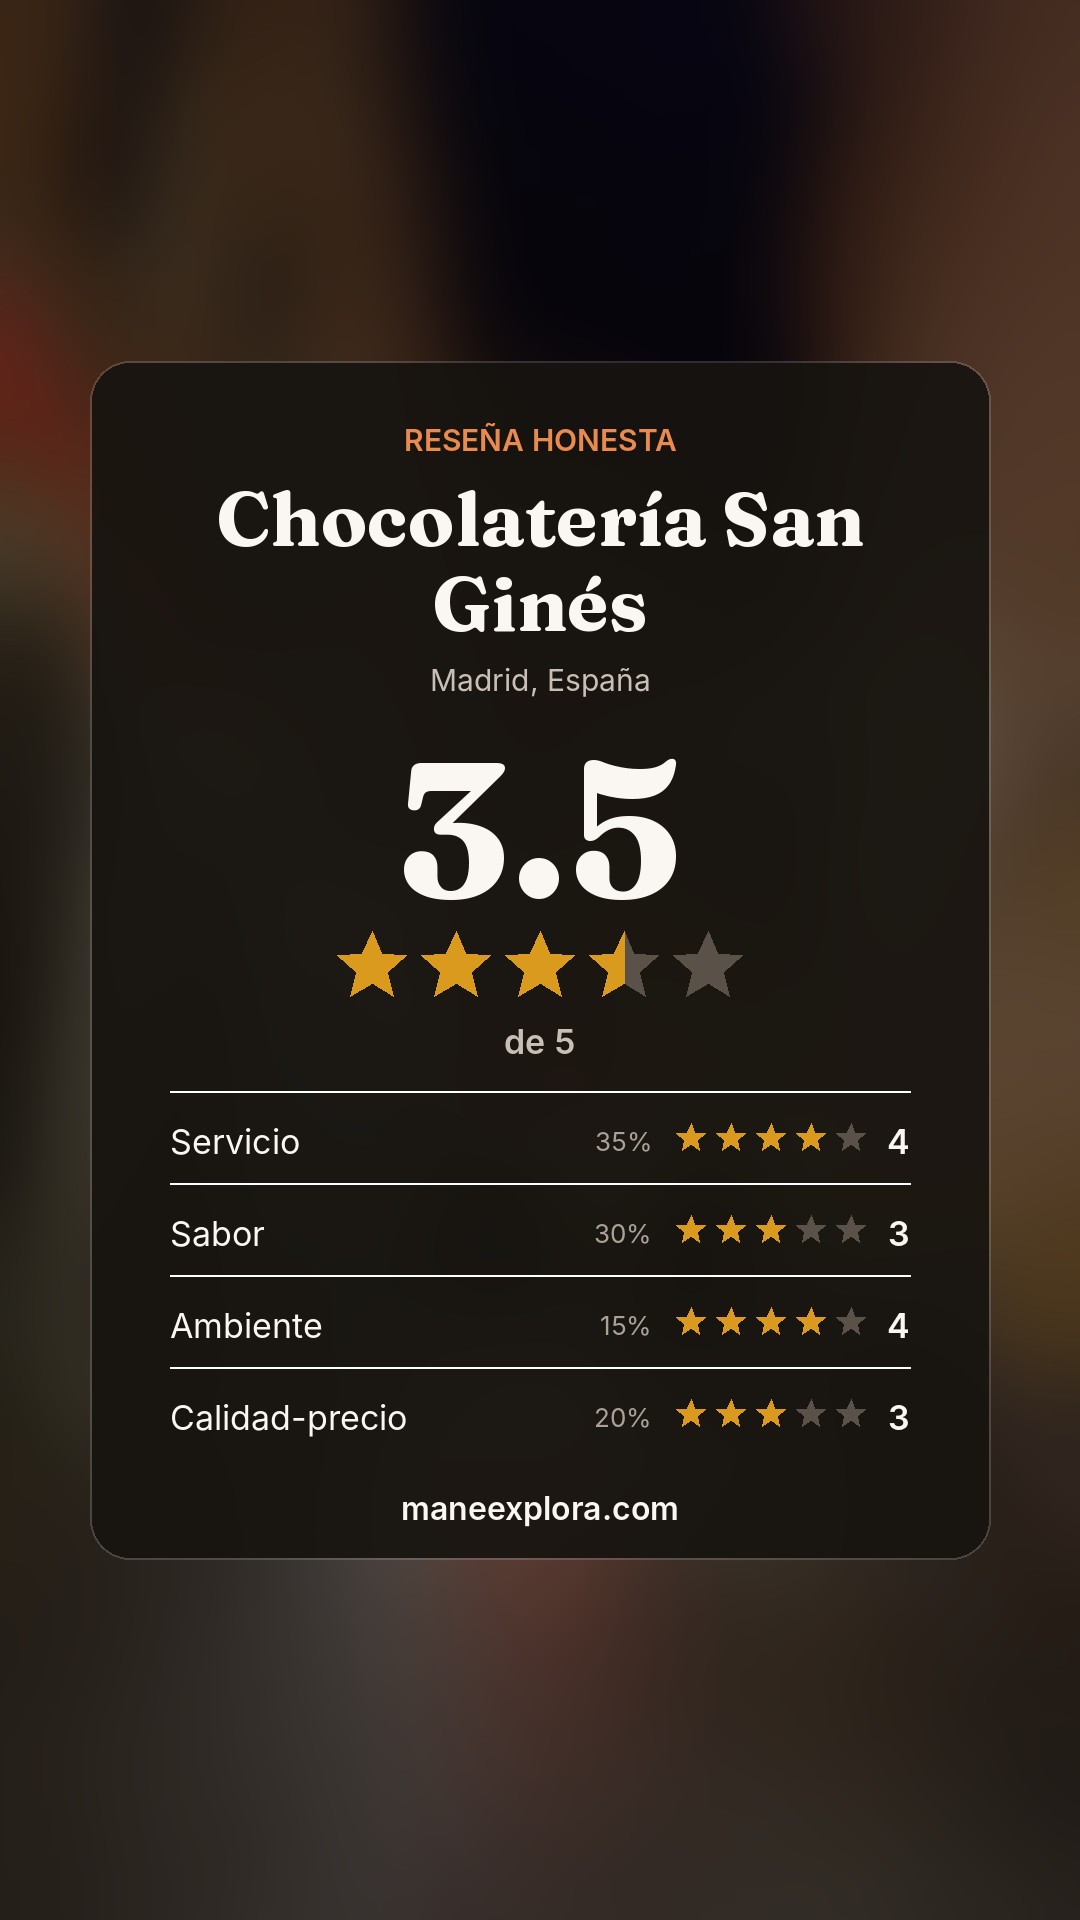 RESEÑA HONESTA
Chocolatería San
Ginés
Madrid, España
3.5
de 5
Servicio 35% 4
Sabor 30% 3
Ambiente 15% 4
Calidad-precio 20% 3
maneexplora.com